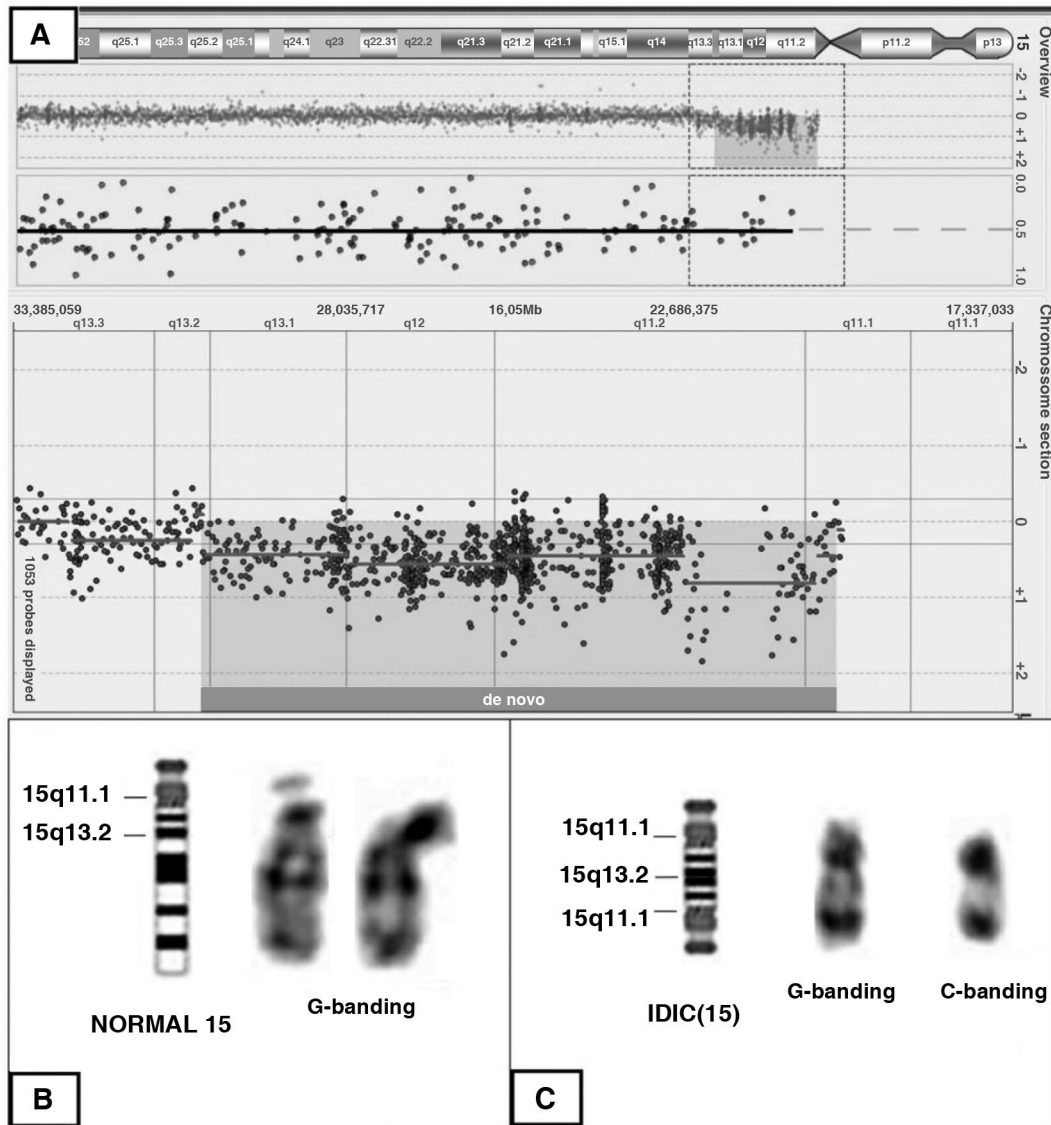 A
52 q25.1 q25.3 q25.2 q25.1 q24.1 q23 q22.31 q22.2 q21.3 q21.2 q21.1 q15.1 q14 q13.3 q13.1 q12 q11.2 p11.2 p13
15
Overview
-2
-1
0
+1
+2
0.0
0.5
1.0
33,385,059 28,035,717 16,05Mb 22,686,375 17,337,033
q13.3 q13.2 q13.1 q12 q11.2 q11.1 q11.1
Chromossome section
-2
-1
0
+1
+2
1053 probes displayed
de novo
15q11.1
15q13.2
G-banding
NORMAL 15
B
15q11.1
15q13.2
15q11.1
G-banding
C-banding
IDIC(15)
C